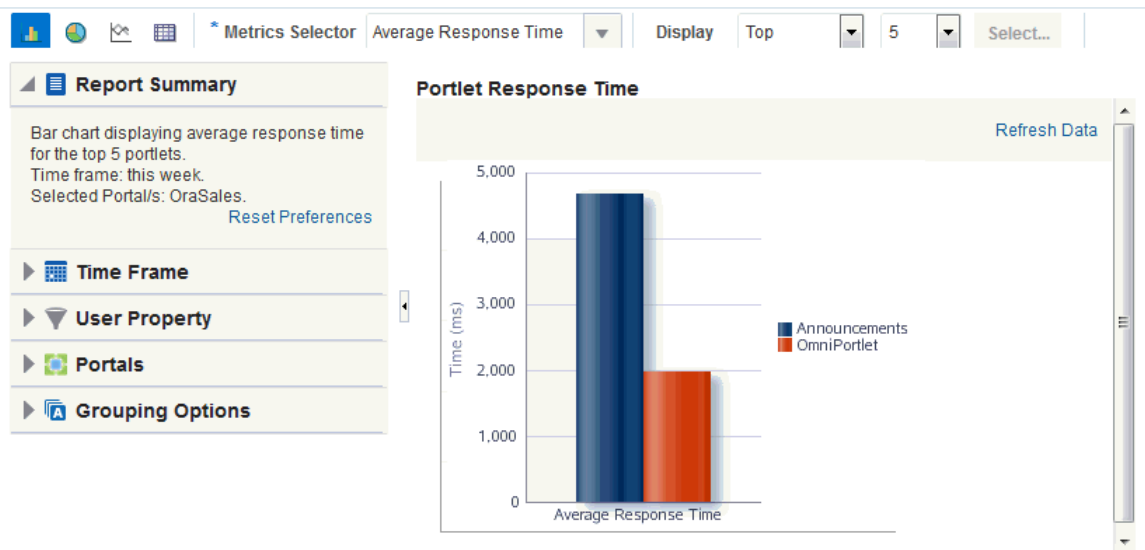 * Metrics Selector Average Response Time Display Top 5 Select...
Report Summary
Bar chart displaying average response time
for the top 5 portlets.
Time frame: this week.
Selected Portal/s: OraSales.
Reset Preferences
Time Frame
User Property
Portals
Grouping Options
Portlet Response Time
Refresh Data
5,000
4,000
3,000
2,000
1,000
0
Time (ms)
Average Response Time
Announcements
OmniPortlet